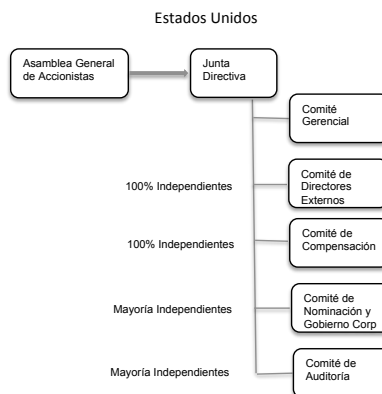 Estados Unidos
Asamblea General
de Accionistas
Junta
Directiva
Comité
Gerencial
100% Independientes
Comité de
Directores
Externos
100% Independientes
Comité de
Compensación
Mayoría Independientes
Comité de
Nominación y
Gobierno Corp
Mayoría Independientes
Comité de
Auditoría